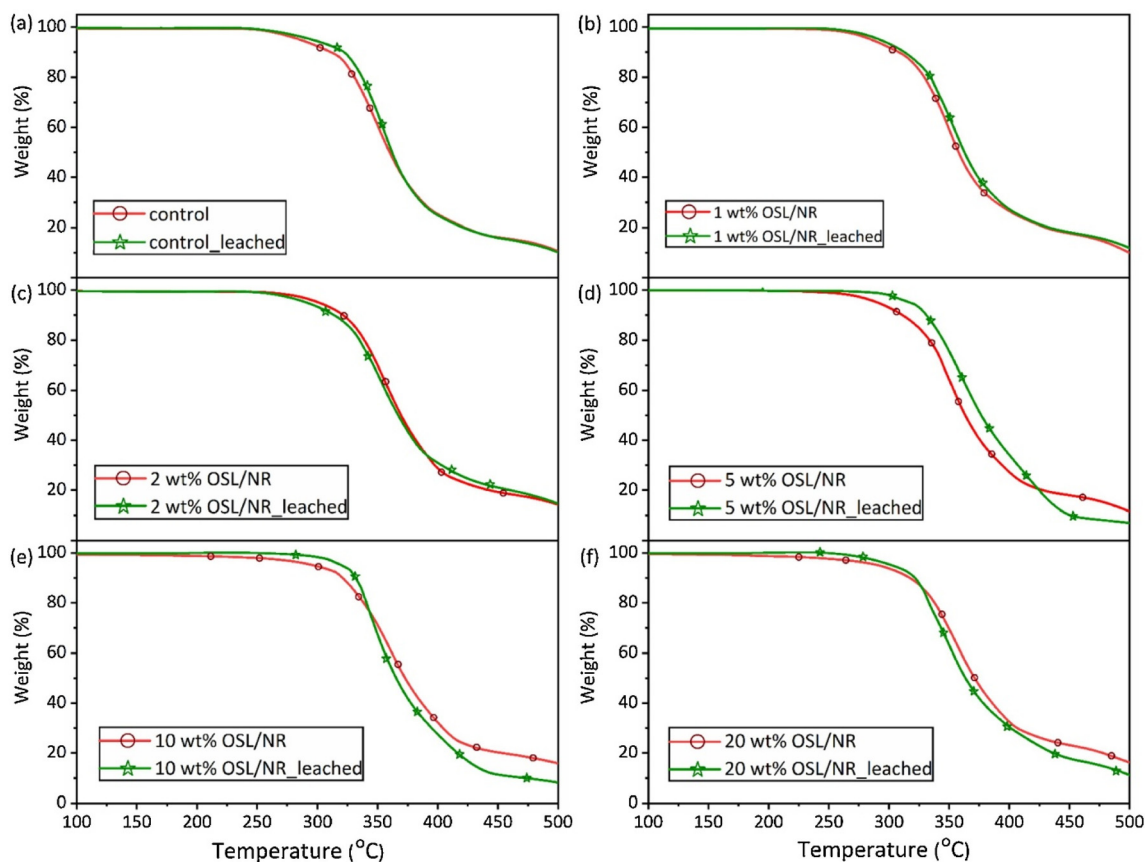 (a)
100
80
60
40
20
Weight (%)
control
control_leached
(b)
100
80
60
40
20
Weight (%)
1 wt% OSL/NR
1 wt% OSL/NR_leached
(c)
100
80
60
40
20
Weight (%)
2 wt% OSL/NR
2 wt% OSL/NR_leached
(d)
100
80
60
40
20
Weight (%)
5 wt% OSL/NR
5 wt% OSL/NR_leached
(e)
100
80
60
40
20
0
Weight (%)
10 wt% OSL/NR
10 wt% OSL/NR_leached
100 150 200 250 300 350 400 450 500
Temperature (°C)
(f)
100
80
60
40
20
0
Weight (%)
20 wt% OSL/NR
20 wt% OSL/NR_leached
100 150 200 250 300 350 400 450 500
Temperature (°C)